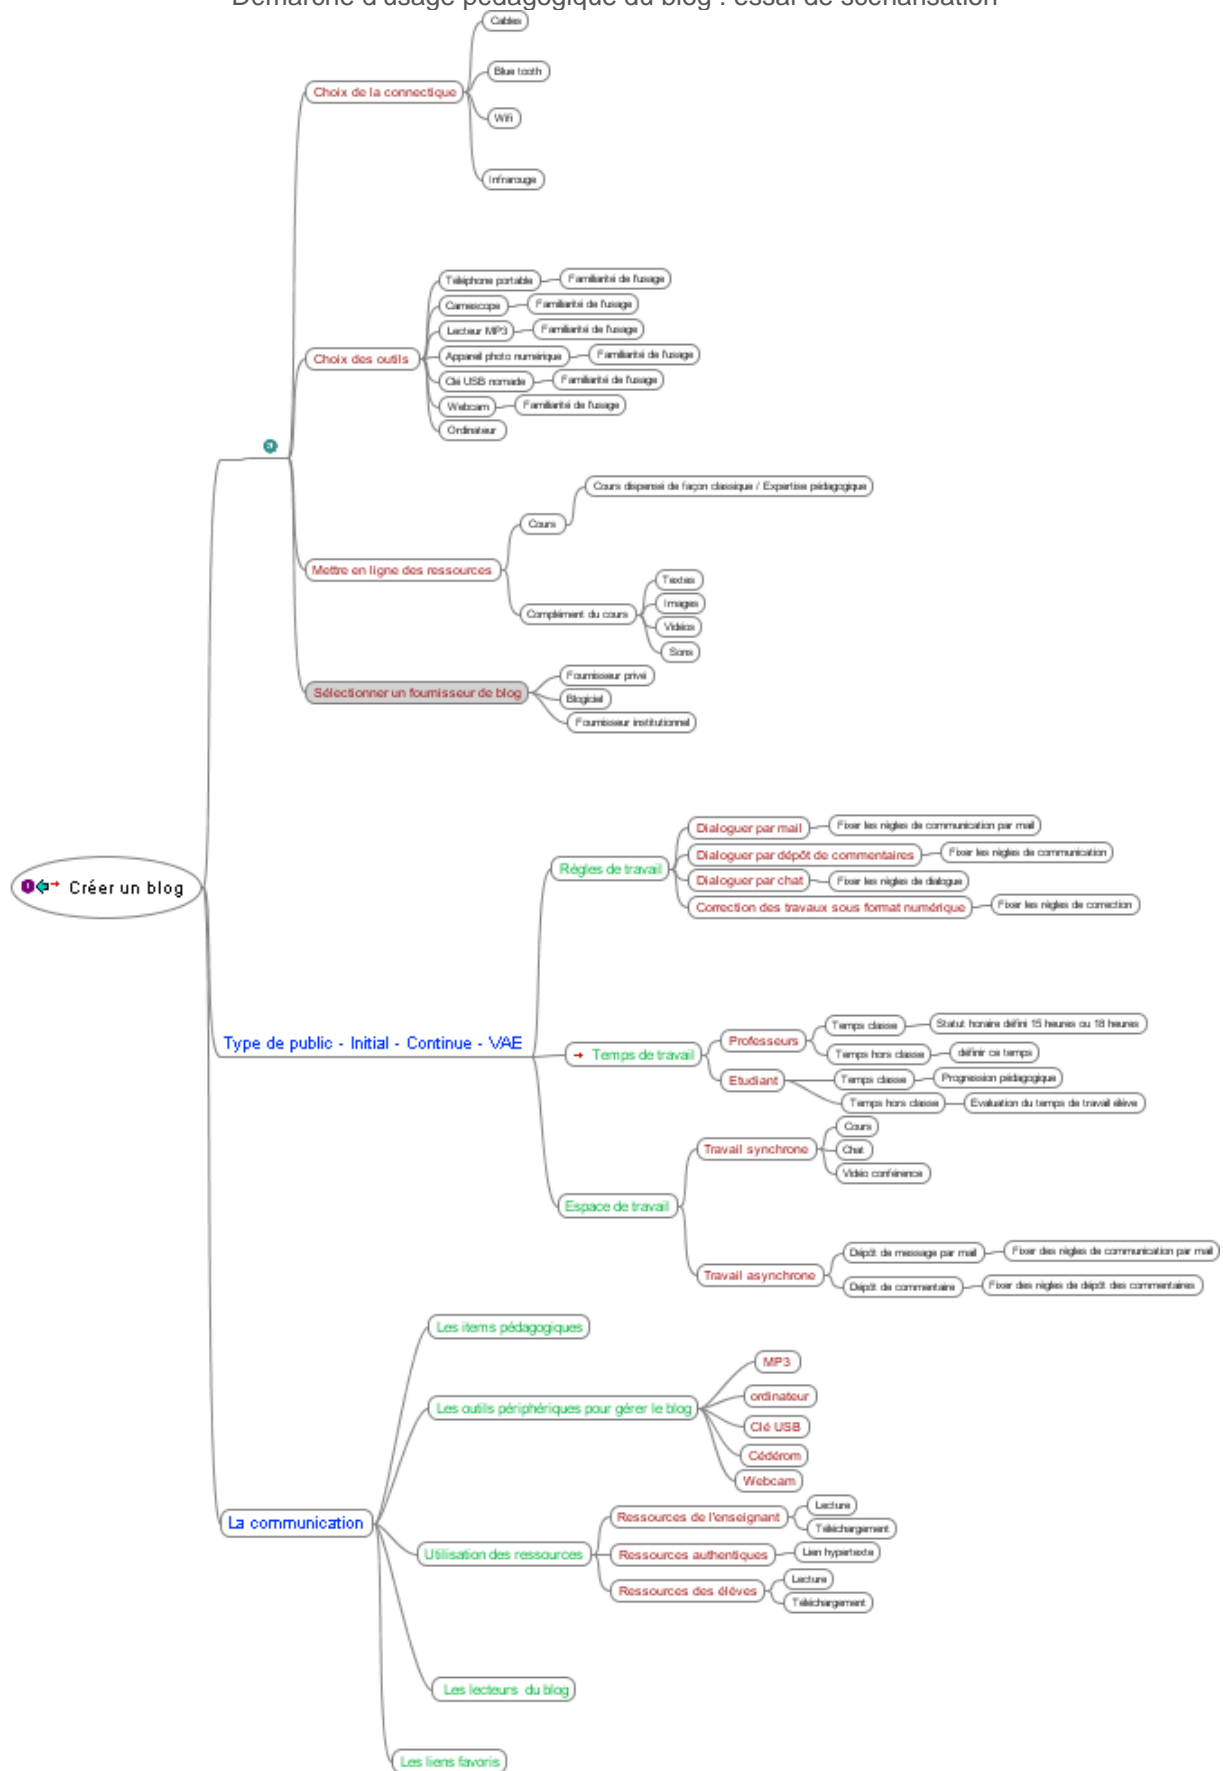 Démarche d'usage pédagogique du blog : essai de scénarisation
Cables
Blue tooth
Choix de la connectique
Wifi
Infrarouge
Téléphone portable
Familiarité de l'usage
Camescope
Familiarité de l'usage
Lecteur MP3
Familiarité de l'usage
Choix des outils
Appareil photo numérique
Familiarité de l'usage
Clé USB nomade
Familiarité de l'usage
Webcam
Familiarité de l'usage
Ordinateur
Cours dispensé de façon classique / Expertise pédagogique
Cours
Mettre en ligne des ressources
Textes
Images
Complément du cours
Vidéos
Sons
Sélectionner un fournisseur de blog
Fournisseur privé
Blogiciel
Fournisseur institutionnel
Créer un blog
Type de public - Initial - Continue - VAE
Règles de travail
Dialoguer par mail
Fixer les règles de communication par mail
Dialoguer par dépôt de commentaires
Fixer les règles de communication
Dialoguer par chat
Fixer les règles de dialogue
Correction des travaux sous format numérique
Fixer les règles de correction
Temps de travail
Professeurs
Temps classe
Statut horaire défini 15 heures ou 18 heures
Temps hors classe
définir ce temps
Etudiant
Temps classe
Progression pédagogique
Temps hors classe
Evaluation du temps de travail élève
Espace de travail
Travail synchrone
Cours
Chat
Vidéo conférence
Travail asynchrone
Dépôt de message par mail
Fixer des règles de communication par mail
Dépôt de commentaire
Fixer des règles de dépôt des commentaires
La communication
Les items pédagogiques
Les outils périphériques pour gérer le blog
MP3
ordinateur
Clé USB
Cédérom
Webcam
Utilisation des ressources
Ressources de l'enseignant
Lecture
Téléchargement
Ressources authentiques
Lien hypertexte
Ressources des élèves
Lecture
Téléchargement
Les lecteurs du blog
Les liens favoris